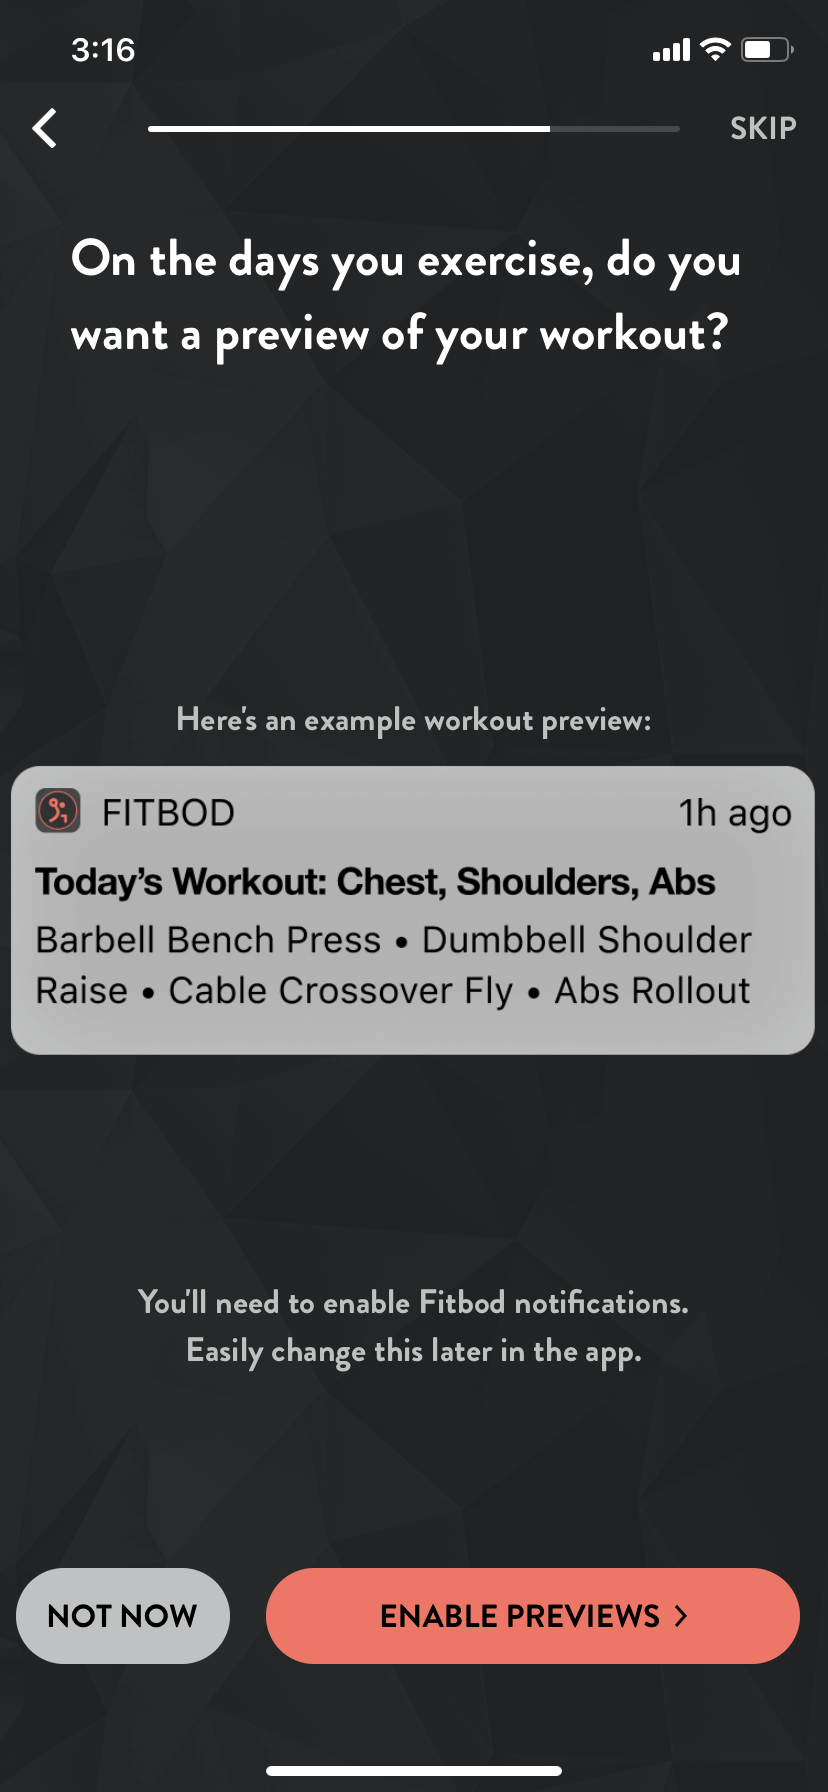 3:16
SKIP
On the days you exercise, do you
want a preview of your workout?
Here's an example workout preview:
FITBOD 1h ago
Today’s Workout: Chest, Shoulders, Abs
Barbell Bench Press • Dumbbell Shoulder
Raise • Cable Crossover Fly • Abs Rollout
You'll need to enable Fitbod notifications.
Easily change this later in the app.
NOT NOW
ENABLE PREVIEWS >